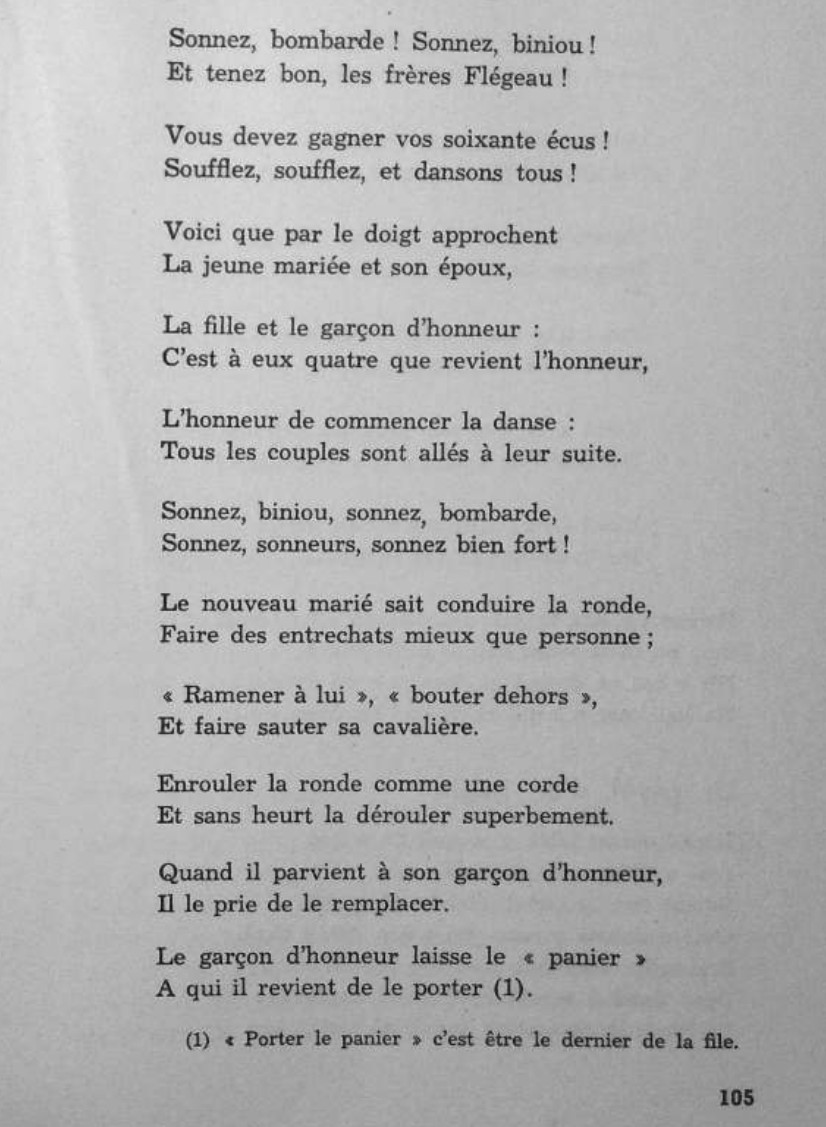 Sonnez, bombarde ! Sonnez, biniou !
Et tenez bon, les frères Flégeau !
Vous devez gagner vos soixante écus !
Soufflez, soufflez, et dansons tous !
Voici que par le doigt approchent
La jeune mariée et son époux,
La fille et le garçon d'honneur :
C'est à eux quatre que revient l'honneur,
L'honneur de commencer la danse :
Tous les couples sont allés à leur suite.
Sonnez, biniou, sonnez, bombarde,
Sonnez, sonneurs, sonnez bien fort !
Le nouveau marié sait conduire la ronde,
Faire des entrechats mieux que personne ;
« Ramener à lui », « bouter dehors »,
Et faire sauter sa cavalière.
Enrouler la ronde comme une corde
Et sans heurt la dérouler superbement.
Quand il parvient à son garçon d'honneur,
Il le prie de le remplacer.
Le garçon d'honneur laisse le « panier »
A qui il revient de le porter (1).
(1) « Porter le panier » c'est être le dernier de la file.
105